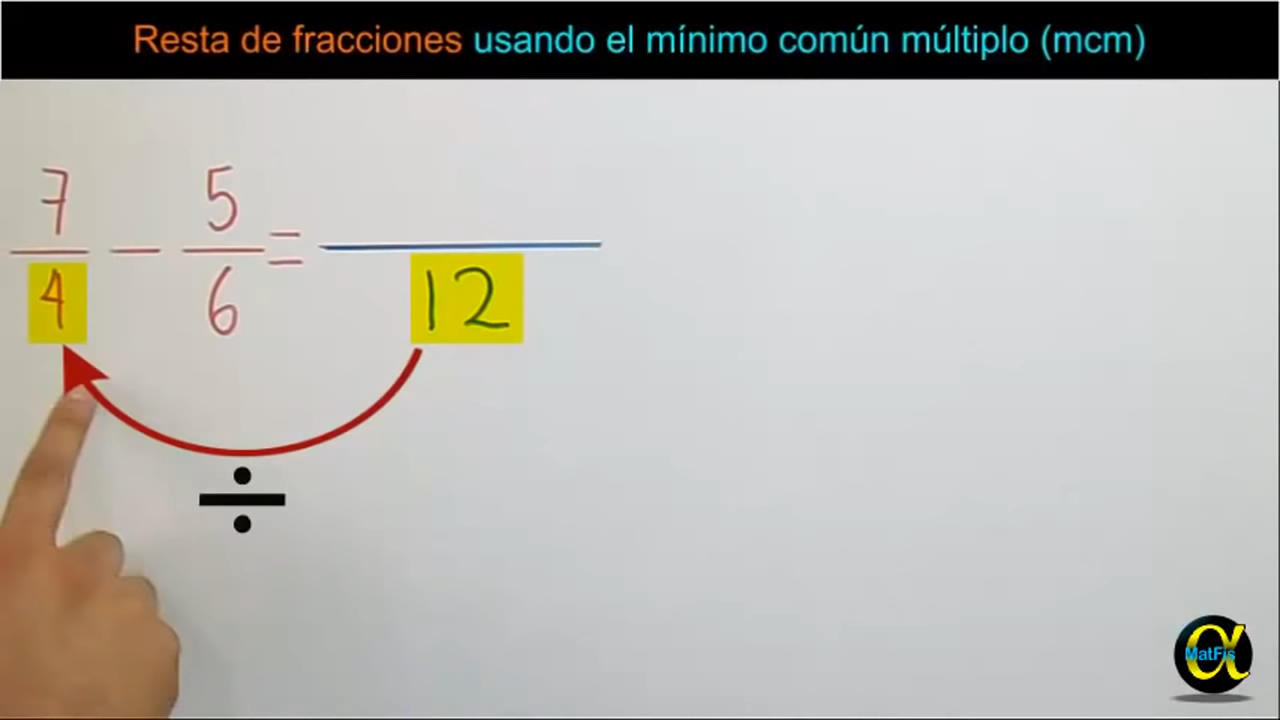 Resta de fracciones usando el mínimo común múltiplo (mcm)
7/4 - 5/6 =
12
÷
α
MatFis